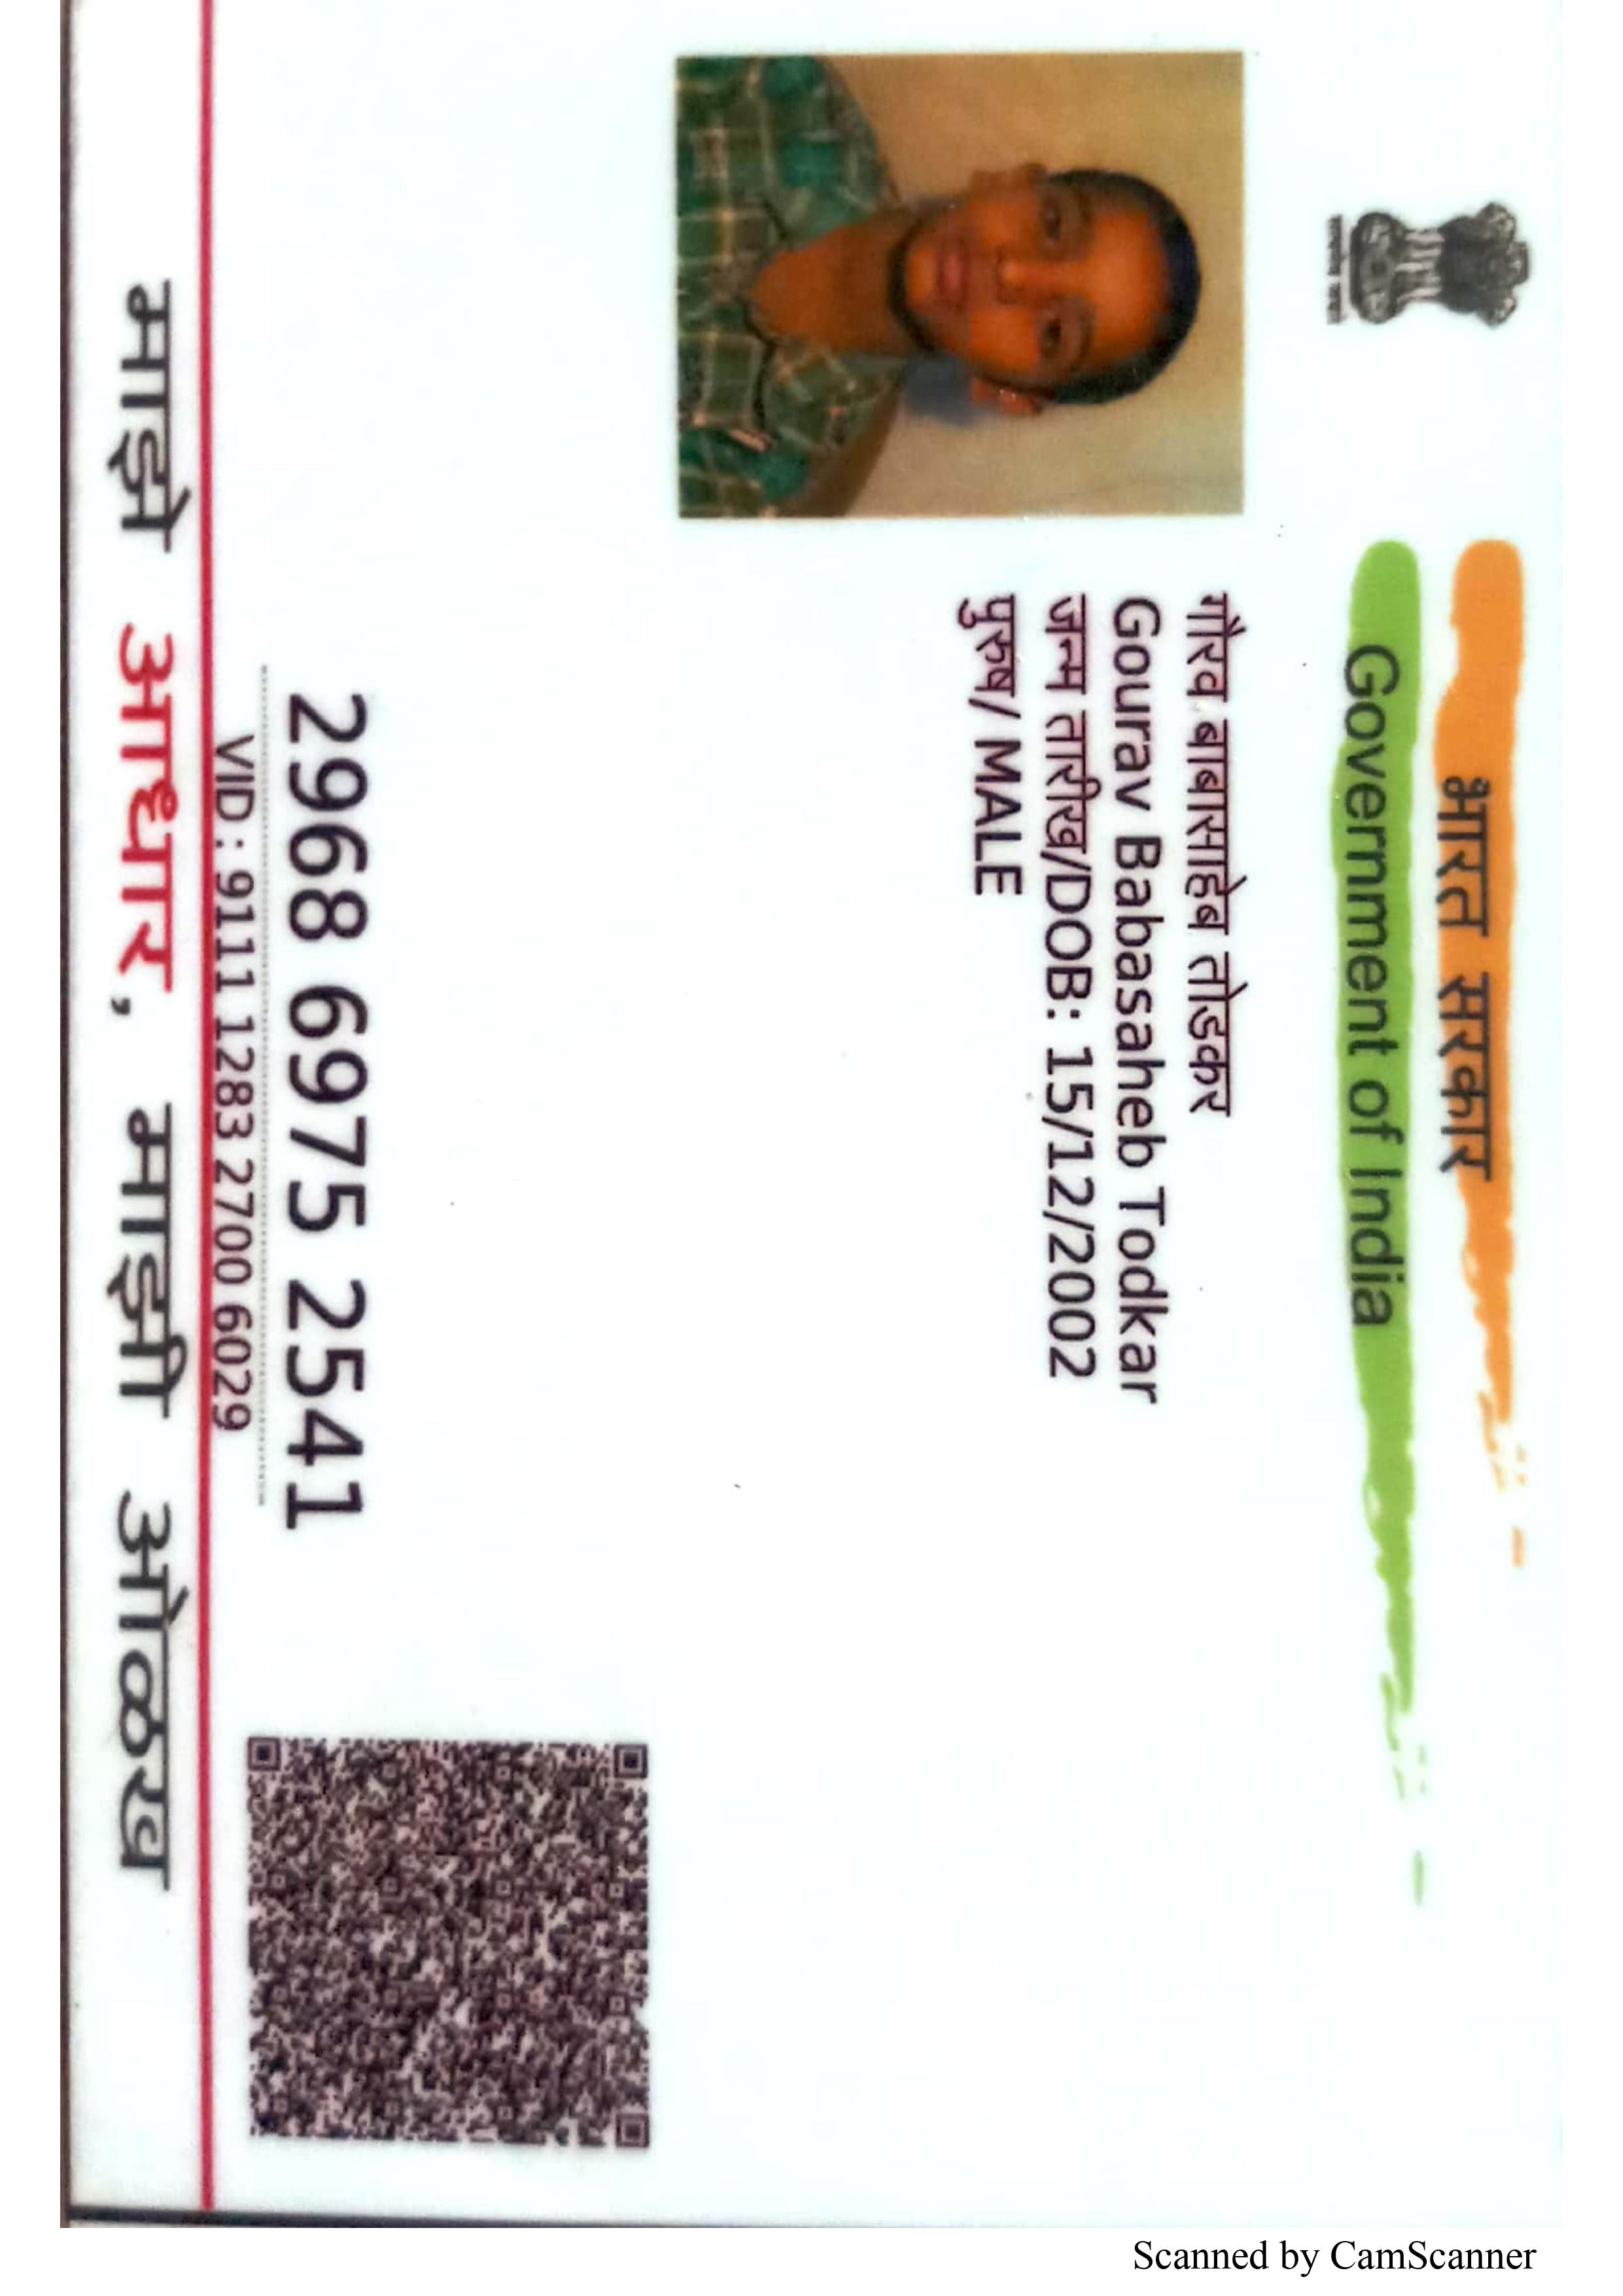 भारत सरकार
Government of India
गौरव बाबासाहेब तोडकर
Gourav Babasaheb Todkar
जन्म तारीख/DOB: 15/12/2002
पुरुष/ MALE
2968 6975 2541
VID : 9111 1283 2700 6029
माझे आधार, माझी ओळख
Scanned by CamScanner